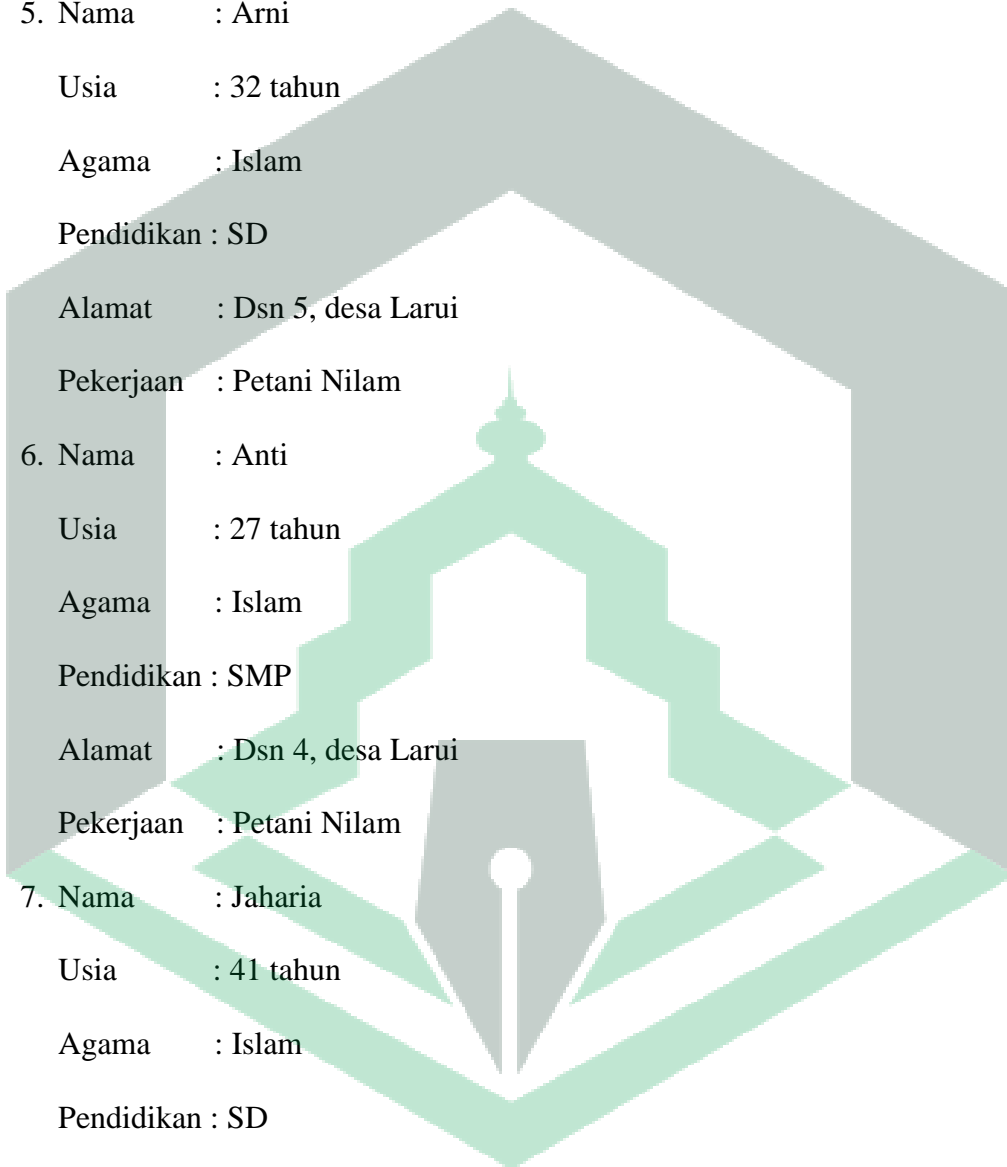 5. Nama : Arni
Usia : 32 tahun
Agama : Islam
Pendidikan : SD
Alamat : Dsn 5, desa Larui
Pekerjaan : Petani Nilam
6. Nama : Anti
Usia : 27 tahun
Agama : Islam
Pendidikan : SMP
Alamat : Dsn 4, desa Larui
Pekerjaan : Petani Nilam
7. Nama : Jaharia
Usia : 41 tahun
Agama : Islam
Pendidikan : SD